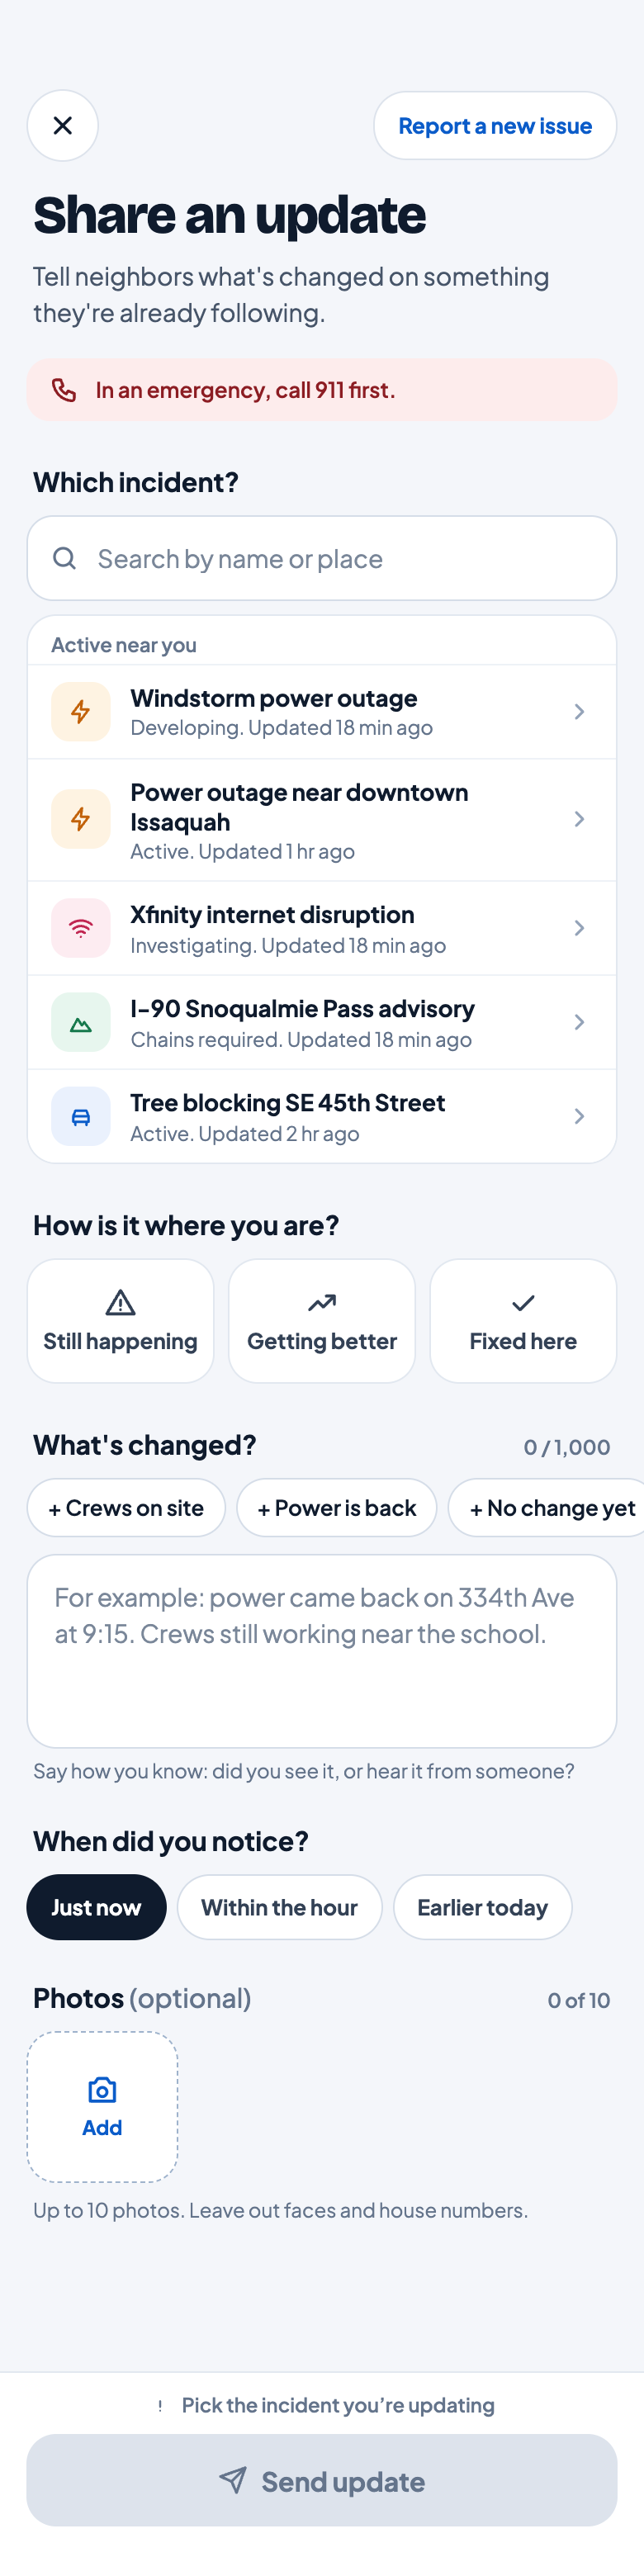 Report a new issue
Share an update
Tell neighbors what's changed on something
they're already following.
In an emergency, call 911 first.
Which incident?
Search by name or place
Active near you
Windstorm power outage
Developing. Updated 18 min ago
Power outage near downtown
Issaquah
Active. Updated 1 hr ago
Xfinity internet disruption
Investigating. Updated 18 min ago
I-90 Snoqualmie Pass advisory
Chains required. Updated 18 min ago
Tree blocking SE 45th Street
Active. Updated 2 hr ago
How is it where you are?
Still happening
Getting better
Fixed here
What's changed?
0 / 1,000
+ Crews on site
+ Power is back
+ No change yet
For example: power came back on 334th Ave
at 9:15. Crews still working near the school.
Say how you know: did you see it, or hear it from someone?
When did you notice?
Just now
Within the hour
Earlier today
Photos (optional)
0 of 10
Add
Up to 10 photos. Leave out faces and house numbers.
! Pick the incident you’re updating
Send update